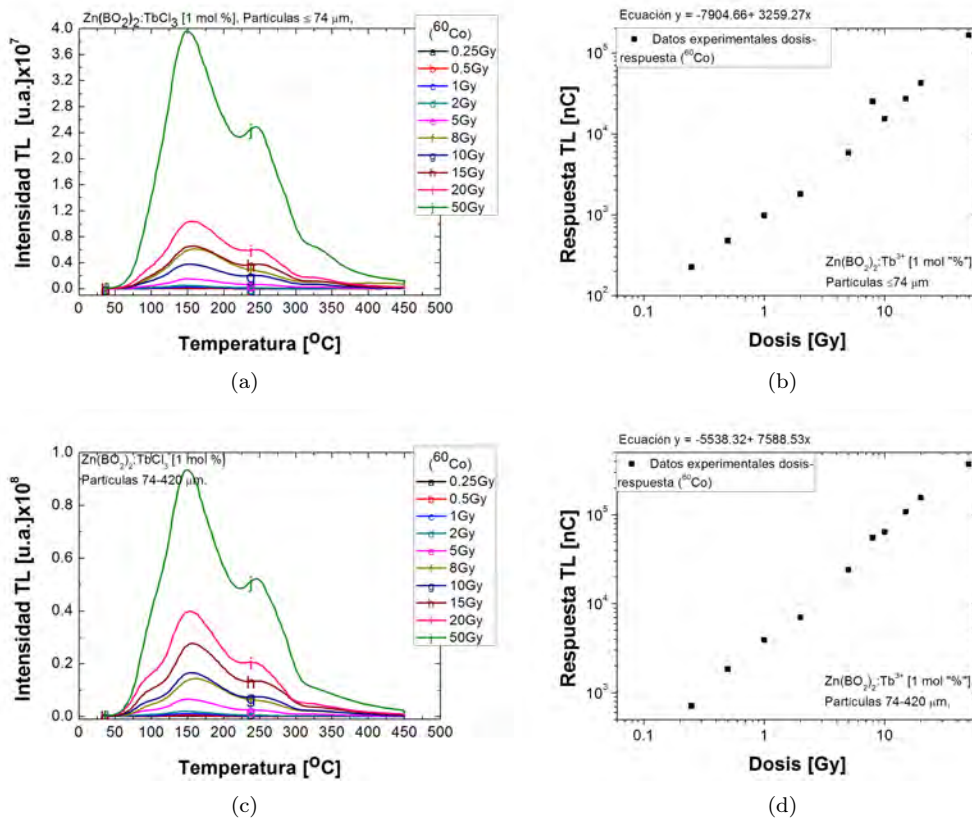 Zn(BO2)2:TbCl3 [1 mol %], Particulas ≤ 74 μm,
(60Co)
a 0.25Gy
b 0.5Gy
c 1Gy
d 2Gy
e 5Gy
f 8Gy
g 10Gy
h 15Gy
i 20Gy
j 50Gy
Intensidad TL [u.a.]x10^7
4.0
3.6
3.2
2.8
2.4
2.0
1.6
1.2
0.8
0.4
0.0
0 50 100 150 200 250 300 350 400 450 500
Temperatura [OC]
(a)
Ecuación y = -7904.66+ 3259.27x
Datos experimentales dosis-
respuesta (60Co)
Respuesta TL [nC]
10^5
10^4
10^3
10^2
Zn(BO2)2:Tb3+ [1 mol "%"]
Particulas ≤74 μm
0.1 1 10
Dosis [Gy]
(b)
Zn(BO2)2:TbCl3 [1 mol %]
Particulas 74-420 μm.
(60Co)
a 0.25Gy
b 0.5Gy
c 1Gy
d 2Gy
e 5Gy
f 8Gy
g 10Gy
h 15Gy
i 20Gy
j 50Gy
Intensidad TL [u.a.]x10^8
1.0
0.8
0.6
0.4
0.2
0.0
0 50 100 150 200 250 300 350 400 450 500
Temperatura [OC]
(c)
Ecuación y = -5538.32+ 7588.53x
Datos experimentales dosis-
respuesta (60Co)
Respuesta TL [nC]
10^5
10^4
10^3
Zn(BO2)2:Tb3+ [1 mol "%"]
Particulas 74-420 μm,
0.1 1 10
Dosis [Gy]
(d)